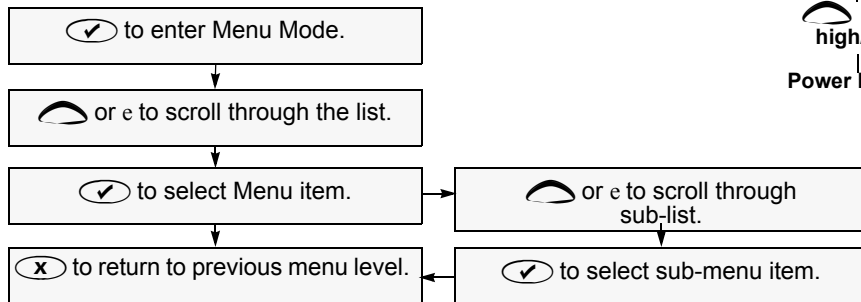 ✔ to enter Menu Mode.
or e to scroll through the list.
✔ to select Menu item.
X to return to previous menu level.
or e to scroll through
sub-list.
✔ to select sub-menu item.
high
Power